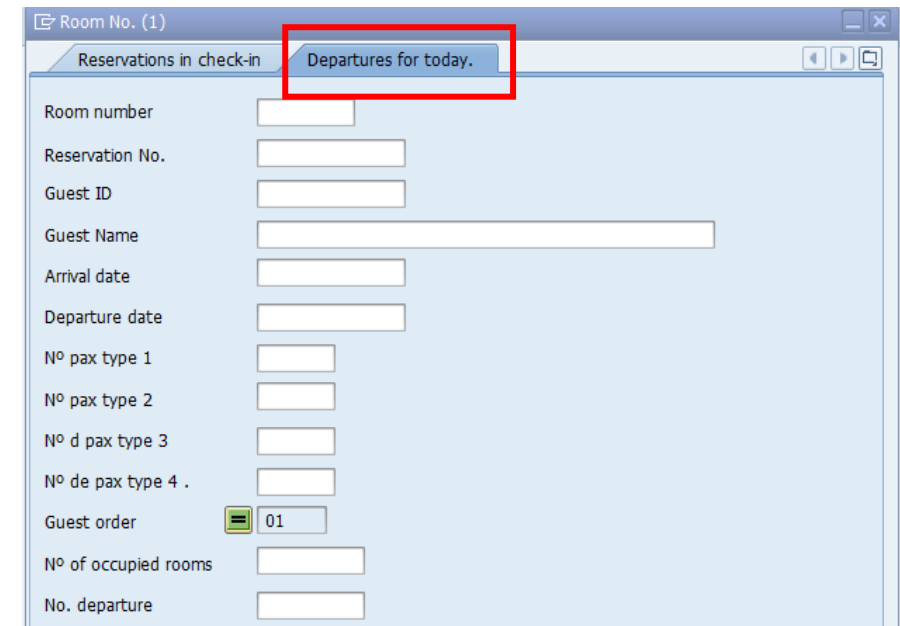 Room No. (1)
Reservations in check-in Departures for today.
Room number
Reservation No.
Guest ID
Guest Name
Arrival date
Departure date
Nº pax type 1
Nº pax type 2
Nº d pax type 3
Nº de pax type 4 .
Guest order = 01
Nº of occupied rooms
No. departure